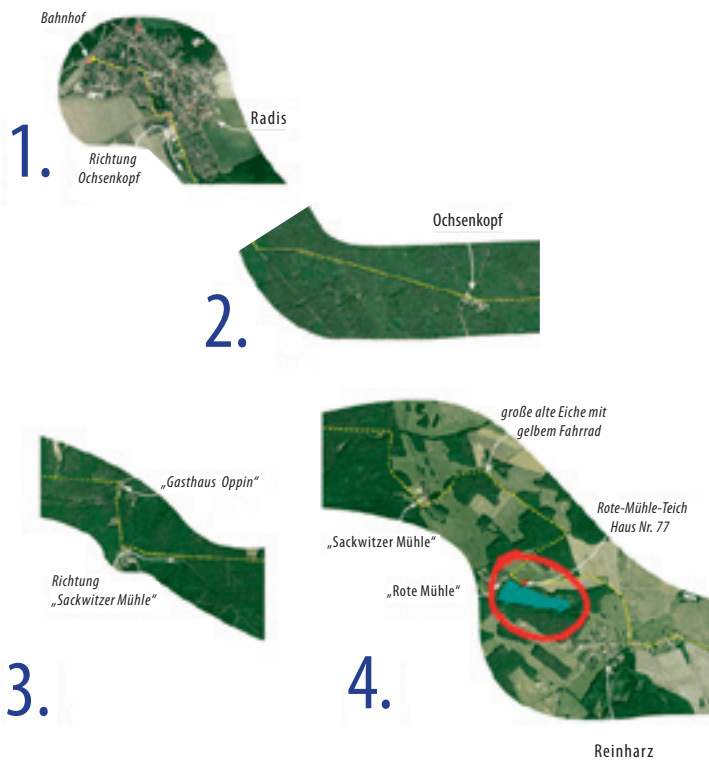 Bahnhof
Radis
1.
Richtung
Ochsenkopf
Ochsenkopf
2.
„Gasthaus Oppin“
Richtung
„Sackwitzer Mühle“
3.
große alte Eiche mit
gelbem Fahrrad
Rote-Mühle-Teich
Haus Nr. 77
„Sackwitzer Mühle“
„Rote Mühle“
4.
Reinharz